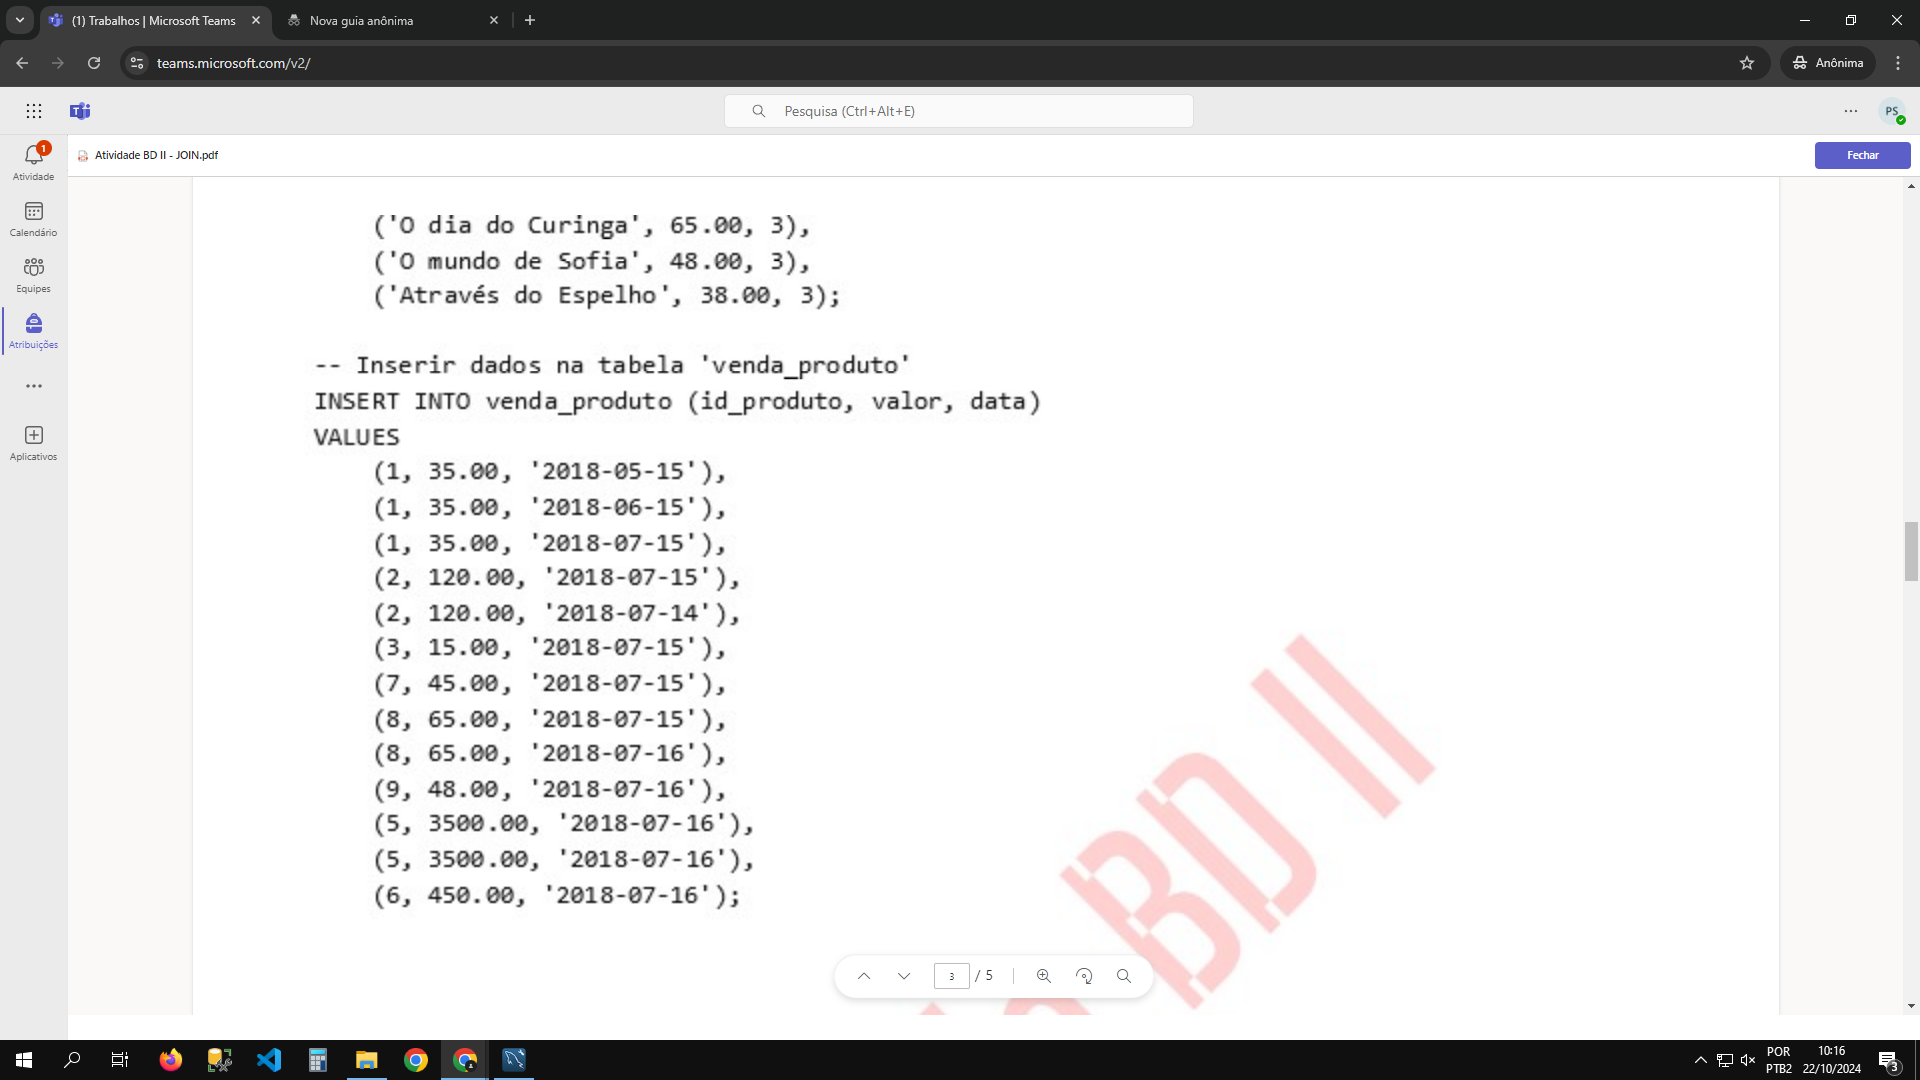 (1) Trabalhos | Microsoft Teams
Nova guia anônima
teams.microsoft.com/v2/
Anônima
Pesquisa (Ctrl+Alt+E)
PS
1
Atividade
Calendário
Equipes
Atribuições
Aplicativos
Atividade BD II - JOIN.pdf
Fechar
('O dia do Curinga', 65.00, 3),
('O mundo de Sofia', 48.00, 3),
('Através do Espelho', 38.00, 3);
-- Inserir dados na tabela 'venda_produto'
INSERT INTO venda_produto (id_produto, valor, data)
VALUES
(1, 35.00, '2018-05-15'),
(1, 35.00, '2018-06-15'),
(1, 35.00, '2018-07-15'),
(2, 120.00, '2018-07-15'),
(2, 120.00, '2018-07-14'),
(3, 15.00, '2018-07-15'),
(7, 45.00, '2018-07-15'),
(8, 65.00, '2018-07-15'),
(8, 65.00, '2018-07-16'),
(9, 48.00, '2018-07-16'),
(5, 3500.00, '2018-07-16'),
(5, 3500.00, '2018-07-16'),
(6, 450.00, '2018-07-16');
BD II
3 / 5
POR
PTB2
10:16
22/10/2024
3